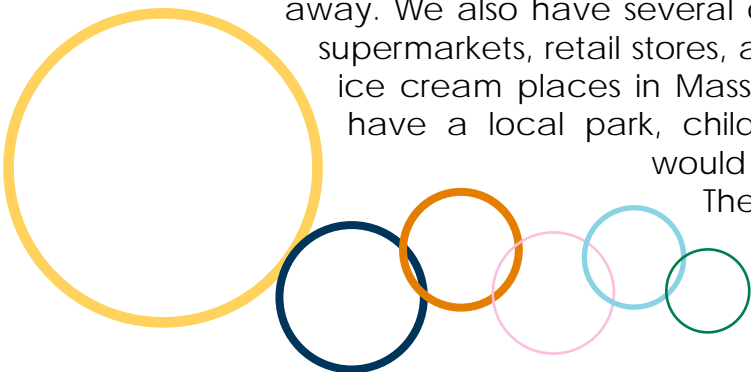 away. We also have several
supermarkets, retail stores,
ice cream places in Mass
have a local park, child
would
The